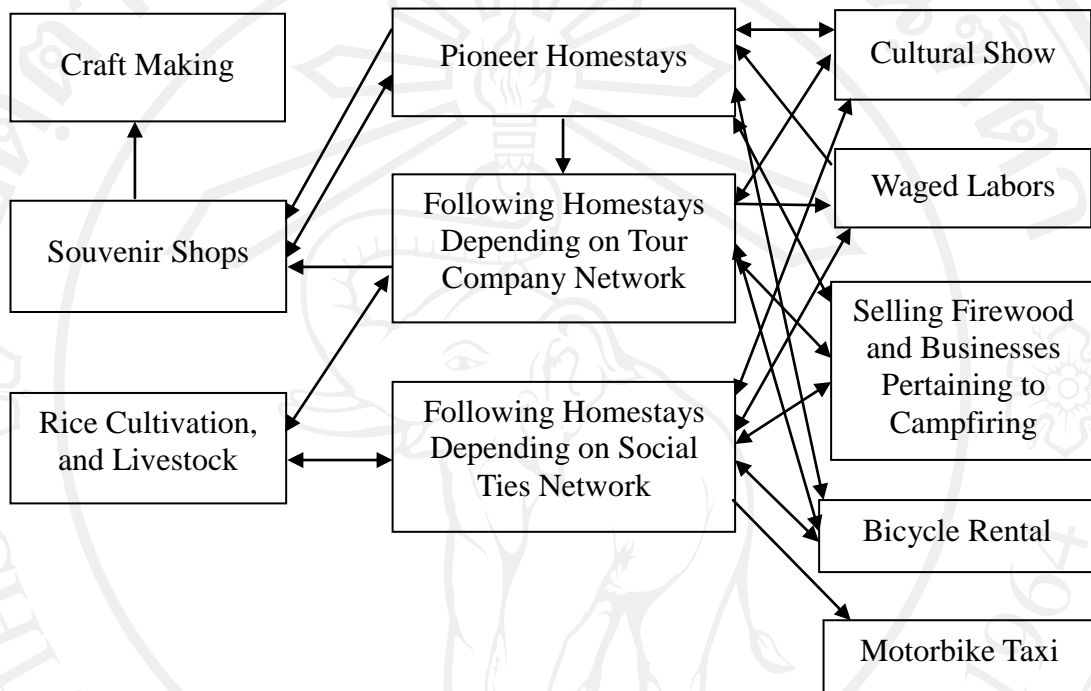 Craft Making
Pioneer Homestays
Cultural Show
Waged Labors
Souvenir Shops
Following Homestays
Depending on Tour
Company Network
Selling Firewood
and Businesses
Pertaining to
Campfiring
Rice Cultivation,
and Livestock
Following Homestays
Depending on Social
Ties Network
Bicycle Rental
Motorbike Taxi
1964